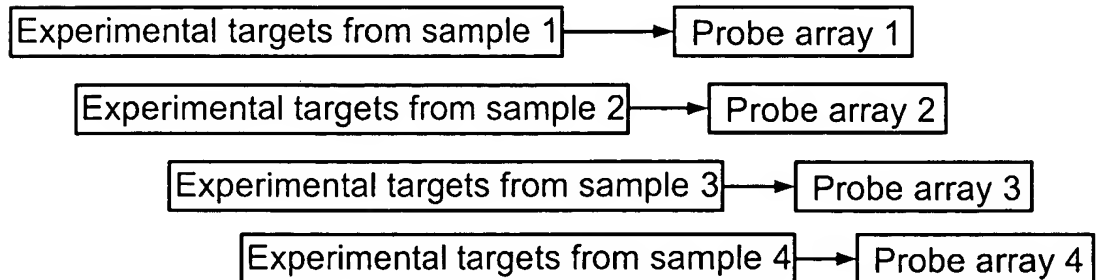 Experimental targets from sample 1 Probe array 1
Experimental targets from sample 2 Probe array 2
Experimental targets from sample 3 Probe array 3
Experimental targets from sample 4 Probe array 4